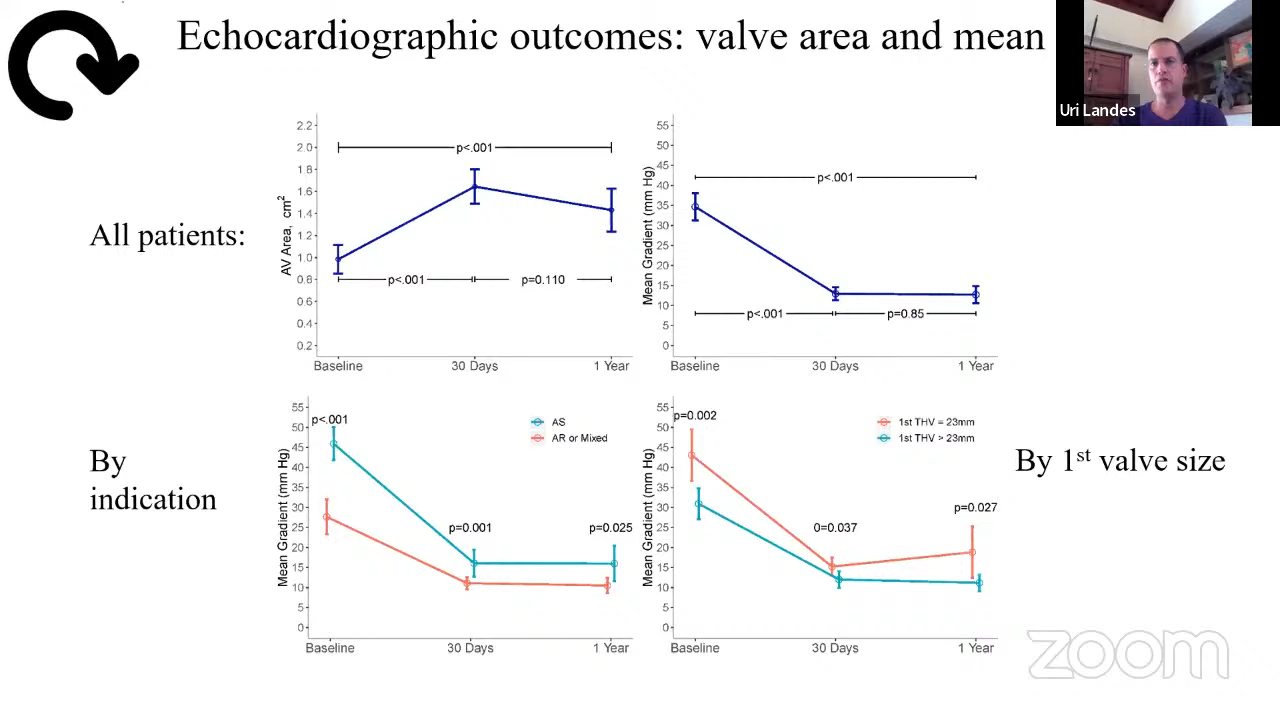 Echocardiographic outcomes: valve area and mean
Uri Landes
All patients:
AV Area, cm2
2.2
2.0
1.8
1.6
1.4
1.2
1.0
0.8
0.6
0.4
0.2
p<.001
p<.001
p=0.110
Baseline
30 Days
1 Year
Mean Gradient (mm Hg)
55
50
45
40
35
30
25
20
15
10
5
0
p<.001
p<.001
p=0.85
Baseline
30 Days
1 Year
By
indication
Mean Gradient (mm Hg)
55
50
45
40
35
30
25
20
15
10
5
0
p<.001
AS
AR or Mixed
p=0.001
p=0.025
Baseline
30 Days
1 Year
Mean Gradient (mm Hg)
55
50
45
40
35
30
25
20
15
10
5
0
p=0.002
1st THV = 23mm
1st THV > 23mm
0=0.037
p=0.027
Baseline
30 Days
1 Year
By 1st valve size
zoom